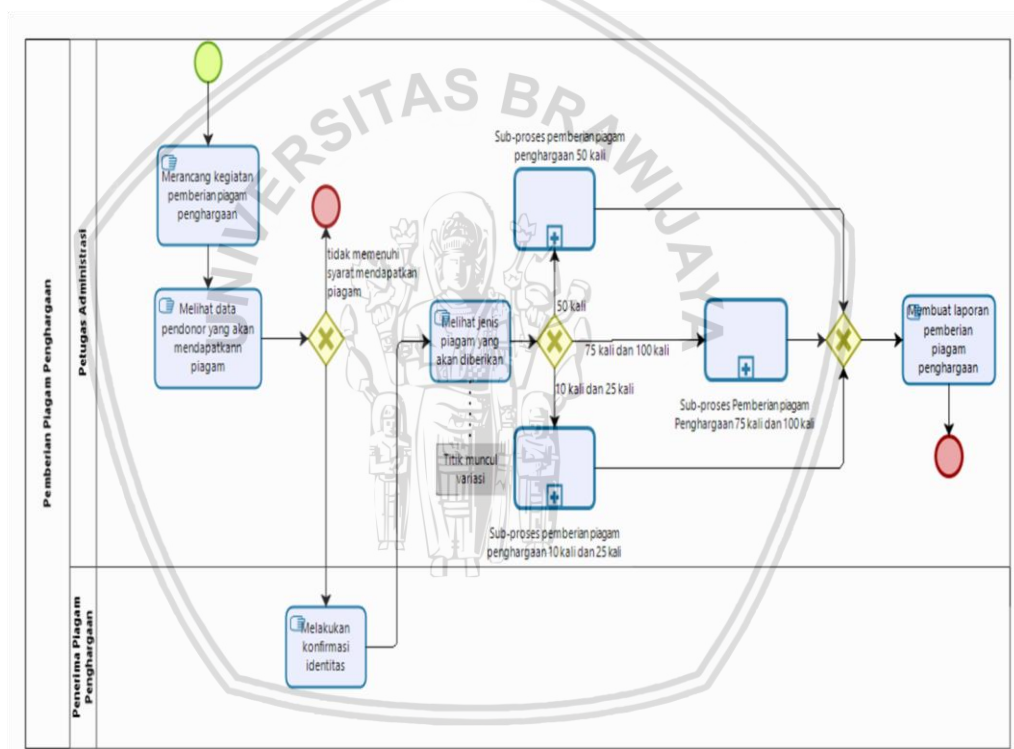 UNIVERSITAS BRAWIJAYA
Pemberian Piagam Penghargaan
Petugas Administrasi
Merancang kegiatan
pemberian piagam
penghargaan
Melihat data
pendonor yang akan
mendapatkann
piagam
tidak memenuhi
syarat mendapatkan
piagam
Melihat jenis
piagam yang
akan diberikan
Titik muncul
variasi
Sub-proses pemberian piagam
penghargaan 50 kali
50 kali
75 kali dan 100 kali
10 kali dan 25 kali
Sub-proses Pemberian piagam
Penghargaan 75 kali dan 100 kali
Sub-proses pemberian piagam
penghargaan 10 kali dan 25 kali
Membuat laporan
pemberian
piagam
penghargaan
Penerima Piagam
Penghargaan
Melakukan
konfirmasi
identitas